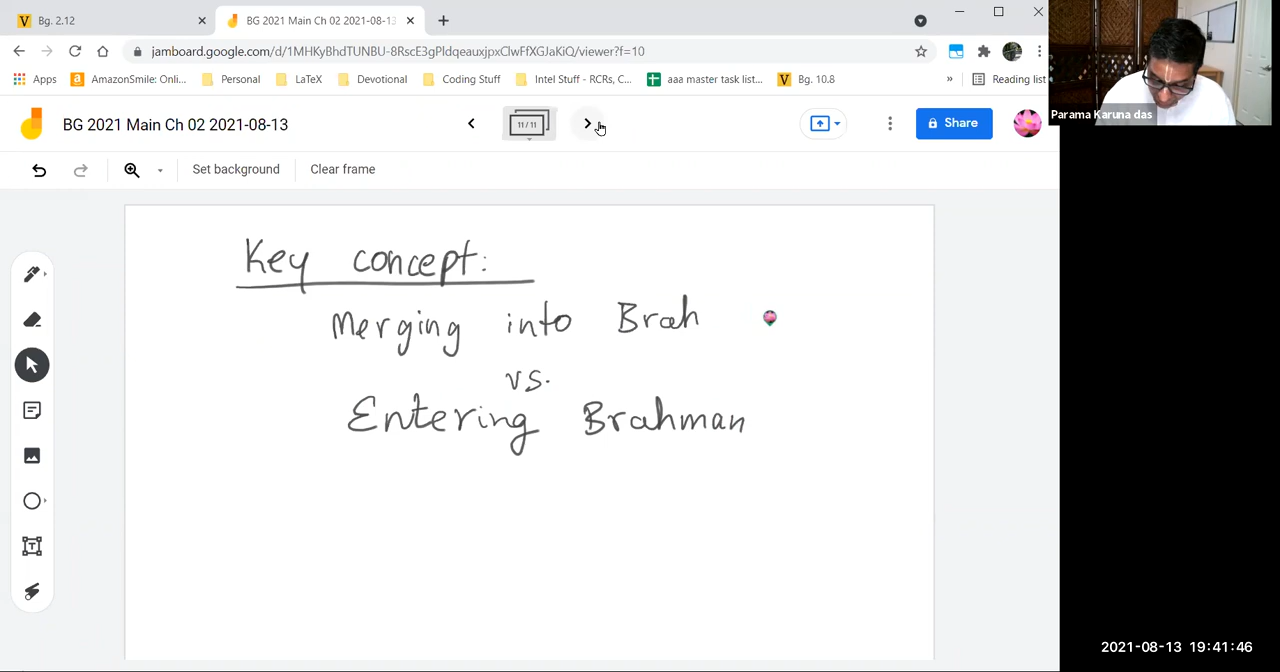 Bg. 2.12
BG 2021 Main Ch 02 2021-08-13
jamboard.google.com/d/1MHKyBhdTUNBU-8RscE3gPldqeauxjpxClwFfXGJaKiQ/viewer?f=10
Apps
AmazonSmile: Onli...
Personal
LaTeX
Devotional
Coding Stuff
Intel Stuff - RCRs, C...
aaa master task list...
Bg. 10.8
»
Reading list
Parama Karuna das
BG 2021 Main Ch 02 2021-08-13
11/11
Share
Set background
Clear frame
Key concept:
Merging into Brah
vs.
Entering Brahman
2021-08-13 19:41:46